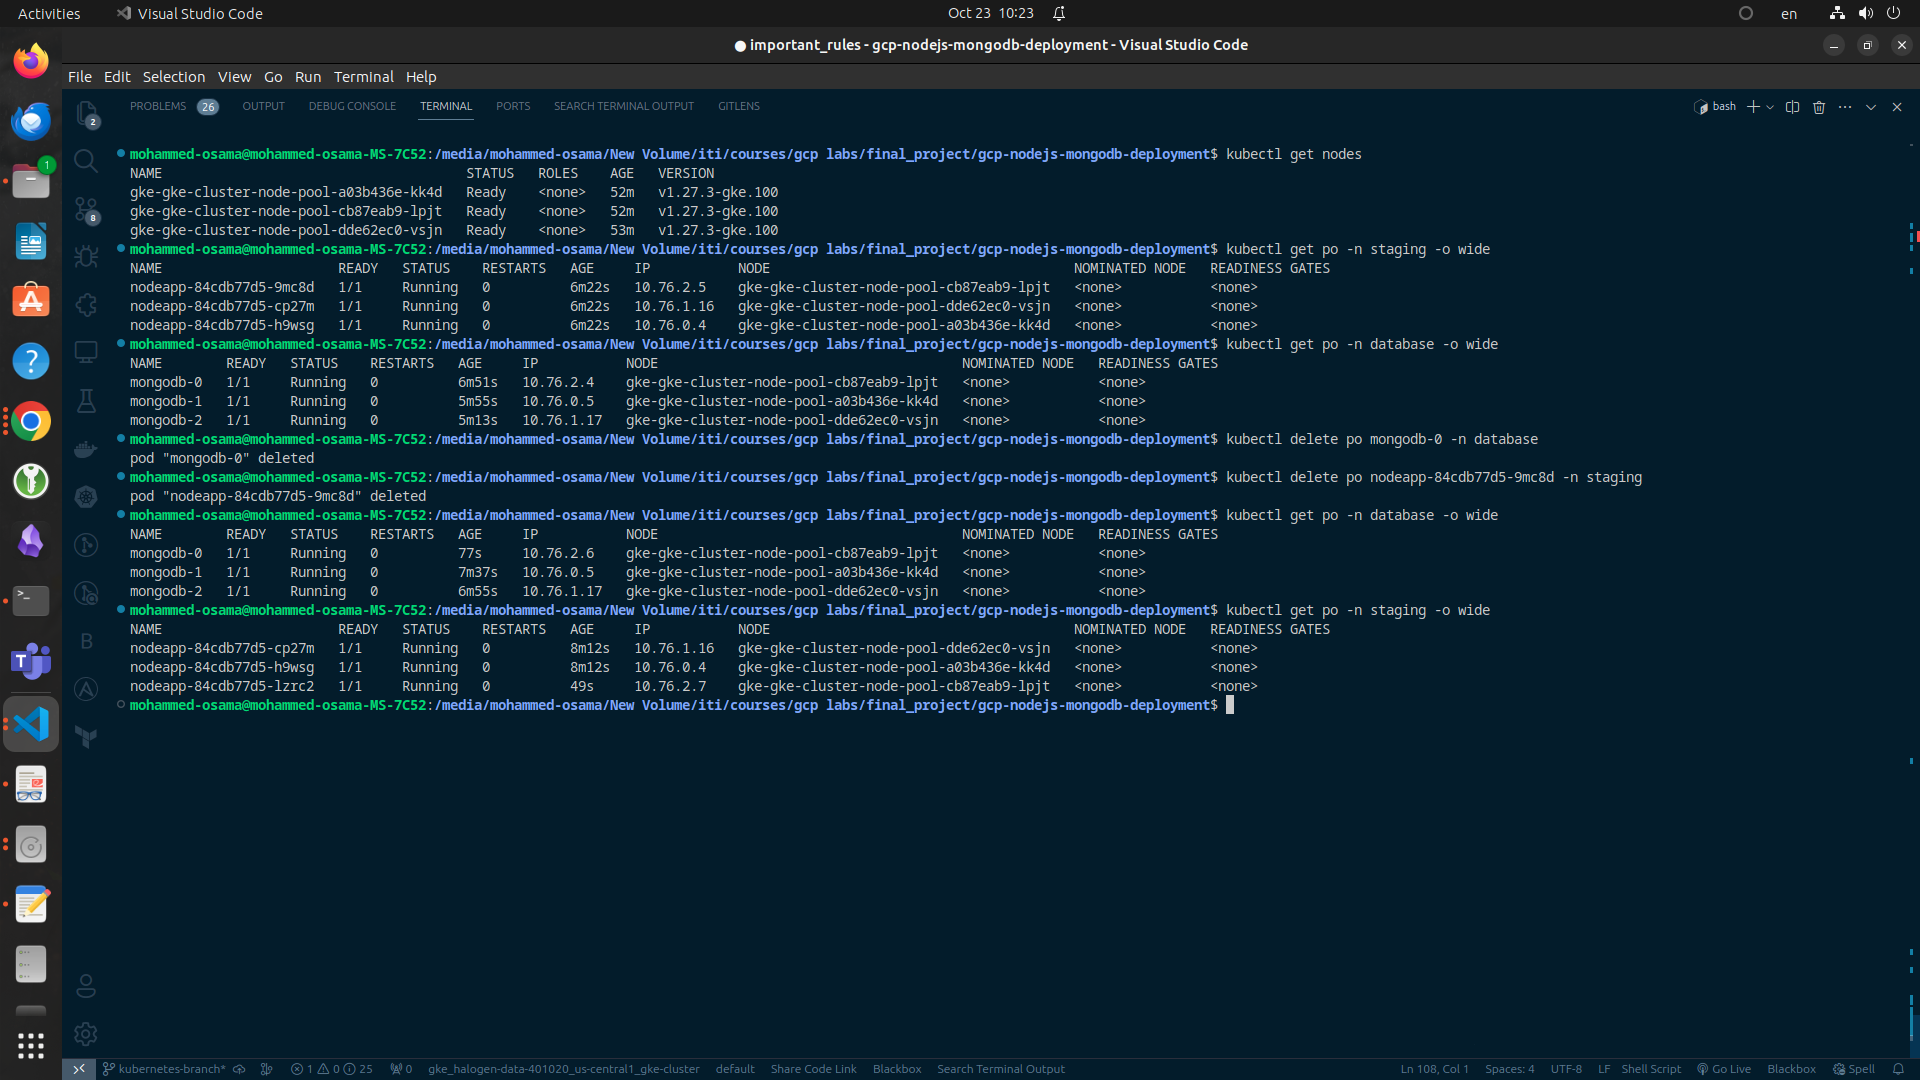 Activities Visual Studio Code Oct 23 10:23 en
● important_rules - gcp-nodejs-mongodb-deployment - Visual Studio Code
File Edit Selection View Go Run Terminal Help
PROBLEMS 26 OUTPUT DEBUG CONSOLE TERMINAL PORTS SEARCH TERMINAL OUTPUT GITLENS bash
mohammed-osama@mohammed-osama-MS-7C52:/media/mohammed-osama/New Volume/iti/courses/gcp labs/final_project/gcp-nodejs-mongodb-deployment$ kubectl get nodes
NAME STATUS ROLES AGE VERSION
gke-gke-cluster-node-pool-a03b436e-kk4d Ready <none> 52m v1.27.3-gke.100
gke-gke-cluster-node-pool-cb87eab9-lpjt Ready <none> 52m v1.27.3-gke.100
gke-gke-cluster-node-pool-dde62ec0-vsjn Ready <none> 53m v1.27.3-gke.100
mohammed-osama@mohammed-osama-MS-7C52:/media/mohammed-osama/New Volume/iti/courses/gcp labs/final_project/gcp-nodejs-mongodb-deployment$ kubectl get po -n staging -o wide
NAME READY STATUS RESTARTS AGE IP NODE NOMINATED NODE READINESS GATES
nodeapp-84cdb77d5-9mc8d 1/1 Running 0 6m22s 10.76.2.5 gke-gke-cluster-node-pool-cb87eab9-lpjt <none> <none>
nodeapp-84cdb77d5-cp27m 1/1 Running 0 6m22s 10.76.1.16 gke-gke-cluster-node-pool-dde62ec0-vsjn <none> <none>
nodeapp-84cdb77d5-h9wsg 1/1 Running 0 6m22s 10.76.0.4 gke-gke-cluster-node-pool-a03b436e-kk4d <none> <none>
mohammed-osama@mohammed-osama-MS-7C52:/media/mohammed-osama/New Volume/iti/courses/gcp labs/final_project/gcp-nodejs-mongodb-deployment$ kubectl get po -n database -o wide
NAME READY STATUS RESTARTS AGE IP NODE NOMINATED NODE READINESS GATES
mongodb-0 1/1 Running 0 6m51s 10.76.2.4 gke-gke-cluster-node-pool-cb87eab9-lpjt <none> <none>
mongodb-1 1/1 Running 0 5m55s 10.76.0.5 gke-gke-cluster-node-pool-a03b436e-kk4d <none> <none>
mongodb-2 1/1 Running 0 5m13s 10.76.1.17 gke-gke-cluster-node-pool-dde62ec0-vsjn <none> <none>
mohammed-osama@mohammed-osama-MS-7C52:/media/mohammed-osama/New Volume/iti/courses/gcp labs/final_project/gcp-nodejs-mongodb-deployment$ kubectl delete po mongodb-0 -n database
pod "mongodb-0" deleted
mohammed-osama@mohammed-osama-MS-7C52:/media/mohammed-osama/New Volume/iti/courses/gcp labs/final_project/gcp-nodejs-mongodb-deployment$ kubectl delete po nodeapp-84cdb77d5-9mc8d -n staging
pod "nodeapp-84cdb77d5-9mc8d" deleted
mohammed-osama@mohammed-osama-MS-7C52:/media/mohammed-osama/New Volume/iti/courses/gcp labs/final_project/gcp-nodejs-mongodb-deployment$ kubectl get po -n database -o wide
NAME READY STATUS RESTARTS AGE IP NODE NOMINATED NODE READINESS GATES
mongodb-0 1/1 Running 0 77s 10.76.2.6 gke-gke-cluster-node-pool-cb87eab9-lpjt <none> <none>
mongodb-1 1/1 Running 0 7m37s 10.76.0.5 gke-gke-cluster-node-pool-a03b436e-kk4d <none> <none>
mongodb-2 1/1 Running 0 6m55s 10.76.1.17 gke-gke-cluster-node-pool-dde62ec0-vsjn <none> <none>
mohammed-osama@mohammed-osama-MS-7C52:/media/mohammed-osama/New Volume/iti/courses/gcp labs/final_project/gcp-nodejs-mongodb-deployment$ kubectl get po -n staging -o wide
NAME READY STATUS RESTARTS AGE IP NODE NOMINATED NODE READINESS GATES
nodeapp-84cdb77d5-cp27m 1/1 Running 0 8m12s 10.76.1.16 gke-gke-cluster-node-pool-dde62ec0-vsjn <none> <none>
nodeapp-84cdb77d5-h9wsg 1/1 Running 0 8m12s 10.76.0.4 gke-gke-cluster-node-pool-a03b436e-kk4d <none> <none>
nodeapp-84cdb77d5-lzrc2 1/1 Running 0 49s 10.76.2.7 gke-gke-cluster-node-pool-cb87eab9-lpjt <none> <none>
mohammed-osama@mohammed-osama-MS-7C52:/media/mohammed-osama/New Volume/iti/courses/gcp labs/final_project/gcp-nodejs-mongodb-deployment$
kubernetes-branch* 1 0 25 0 gke_halogen-data-401020_us-central1_gke-cluster default Share Code Link Blackbox Search Terminal Output Ln 108, Col 1 Spaces: 4 UTF-8 LF Shell Script Go Live Blackbox Spell